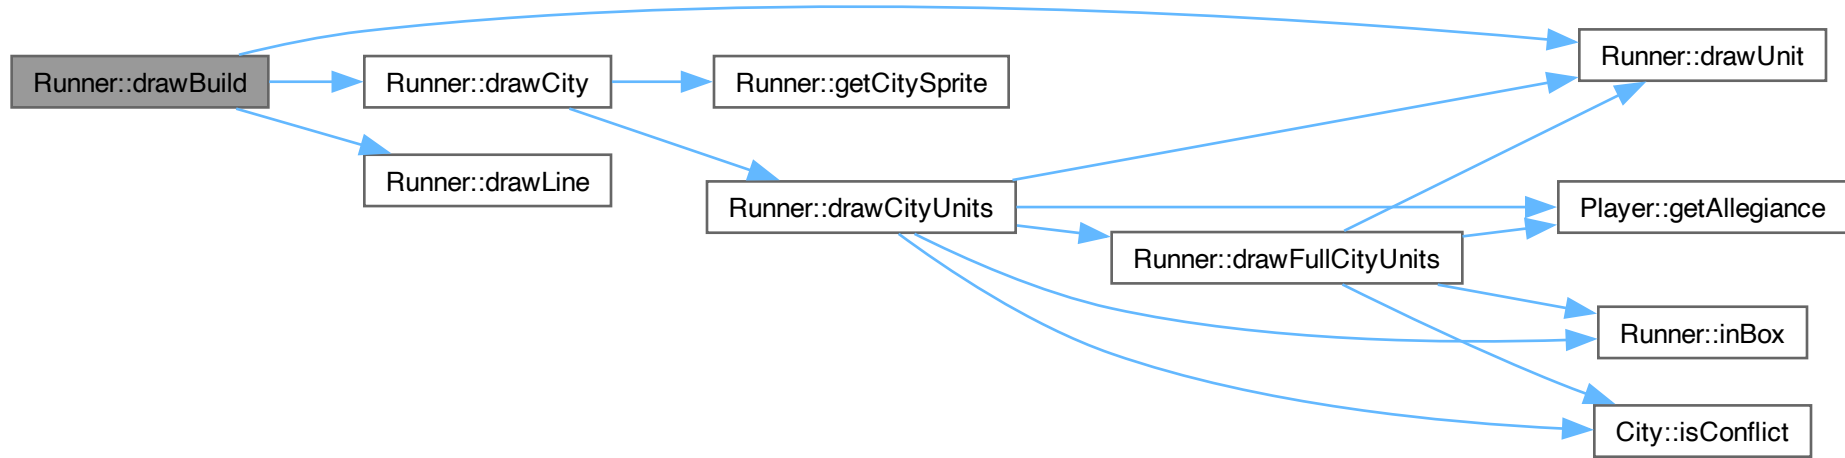 Runner::drawBuild
Runner::drawCity
Runner::drawLine
Runner::getCitySprite
Runner::drawCityUnits
Runner::drawFullCityUnits
Runner::drawUnit
Player::getAllegiance
Runner::inBox
City::isConflict